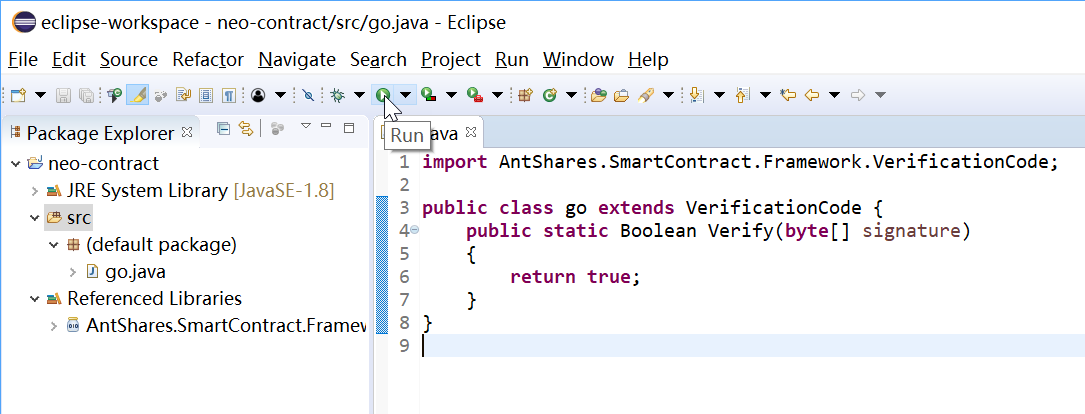 eclipse-workspace - neo-contract/src/go.java - Eclipse
File Edit Source Refactor Navigate Search Project Run Window Help
Package Explorer
Run
ava
neo-contract
JRE System Library [JavaSE-1.8]
src
(default package)
go.java
Referenced Libraries
AntShares.SmartContract.Framew
1 import AntShares.SmartContract.Framework.VerificationCode;
2
3 public class go extends VerificationCode {
4 public static Boolean Verify(byte[] signature)
5 {
6 return true;
7 }
8 }
9